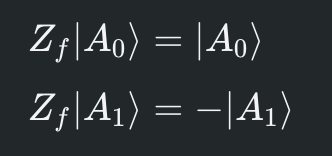 Z_f|A_0⟩ = |A_0⟩
Z_f|A_1⟩ = −|A_1⟩